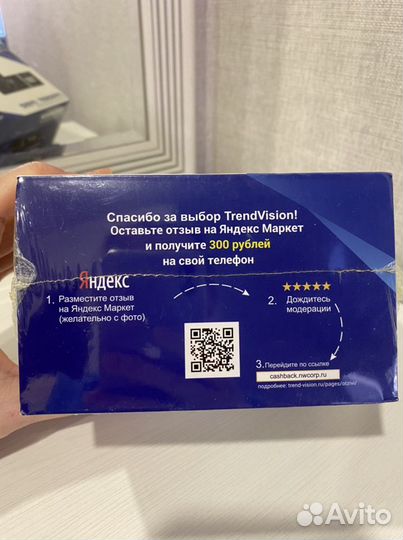 Спасибо за выбор TrendVision!
Оставьте отзыв на Яндекс Маркет
и получите 300 рублей
на свой телефон
Яндекс
1. Разместите отзыв
на Яндекс Маркет
(желательно с фото)
2. Дождитесь
модерации
3.Перейдите по ссылке
cashback.nwcorp.ru
подробнее: trend-vision.ru/pages/otzivi/
Avito